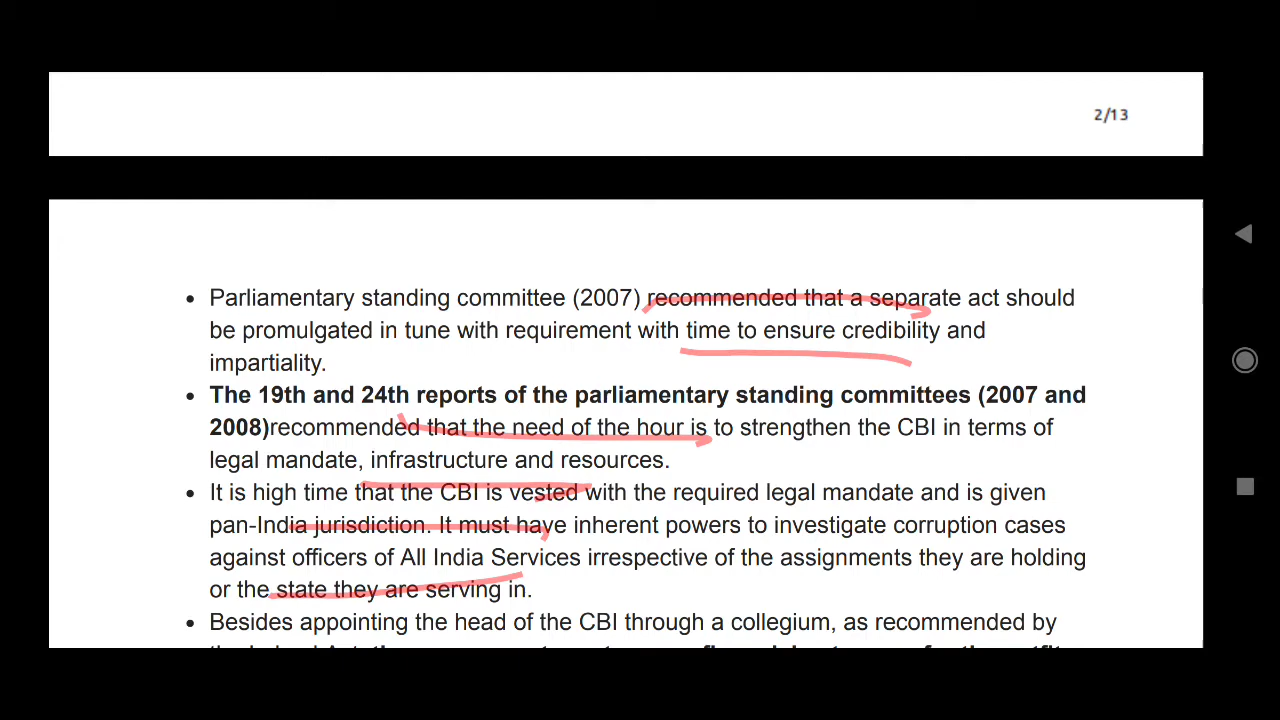 2/13
Parliamentary standing committee (2007) recommended that a separate act should
be promulgated in tune with requirement with time to ensure credibility and
impartiality.
The 19th and 24th reports of the parliamentary standing committees (2007 and
2008)recommended that the need of the hour is to strengthen the CBI in terms of
legal mandate, infrastructure and resources.
It is high time that the CBI is vested with the required legal mandate and is given
pan-India jurisdiction. It must have inherent powers to investigate corruption cases
against officers of All India Services irrespective of the assignments they are holding
or the state they are serving in.
Besides appointing the head of the CBI through a collegium, as recommended by